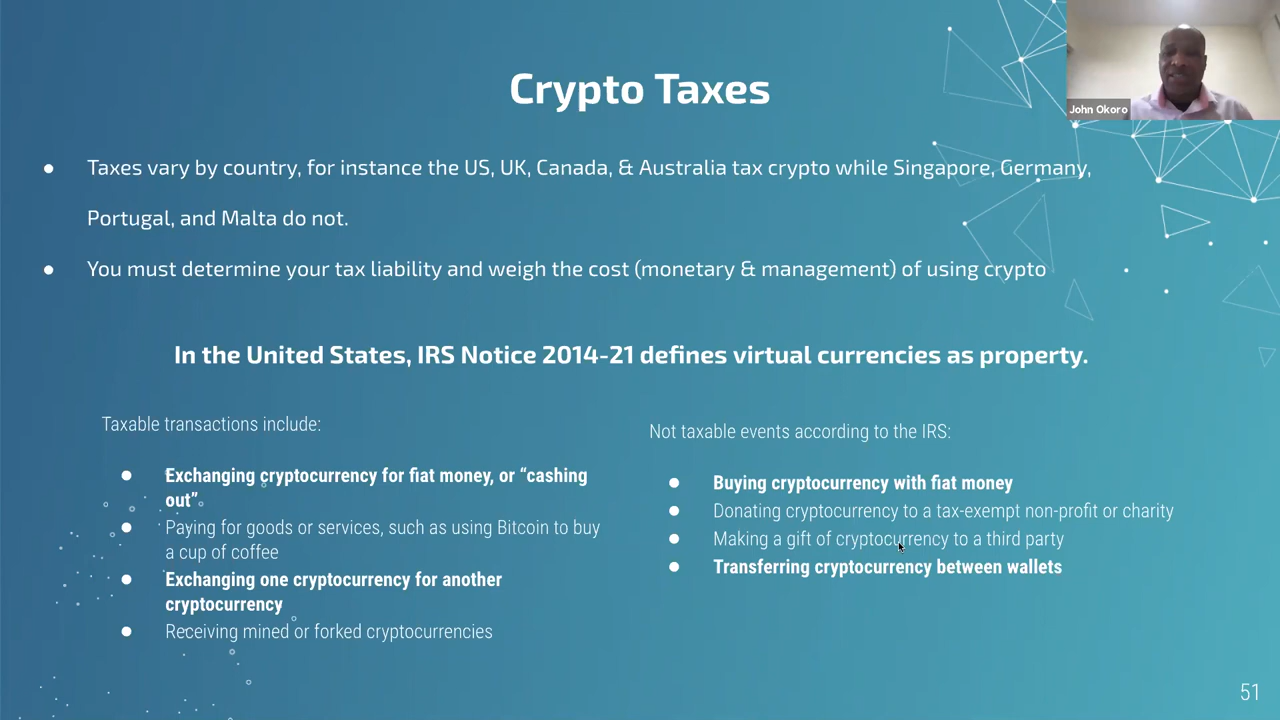 Crypto Taxes
John Okoro
● Taxes vary by country, for instance the US, UK, Canada, & Australia tax crypto while Singapore, Germany,
Portugal, and Malta do not.
● You must determine your tax liability and weigh the cost (monetary & management) of using crypto
In the United States, IRS Notice 2014-21 defines virtual currencies as property.
Taxable transactions include:
● Exchanging cryptocurrency for fiat money, or “cashing
out”
● Paying for goods or services, such as using Bitcoin to buy
a cup of coffee
● Exchanging one cryptocurrency for another
cryptocurrency
● Receiving mined or forked cryptocurrencies
Not taxable events according to the IRS:
● Buying cryptocurrency with fiat money
● Donating cryptocurrency to a tax-exempt non-profit or charity
● Making a gift of cryptocurrency to a third party
● Transferring cryptocurrency between wallets
51